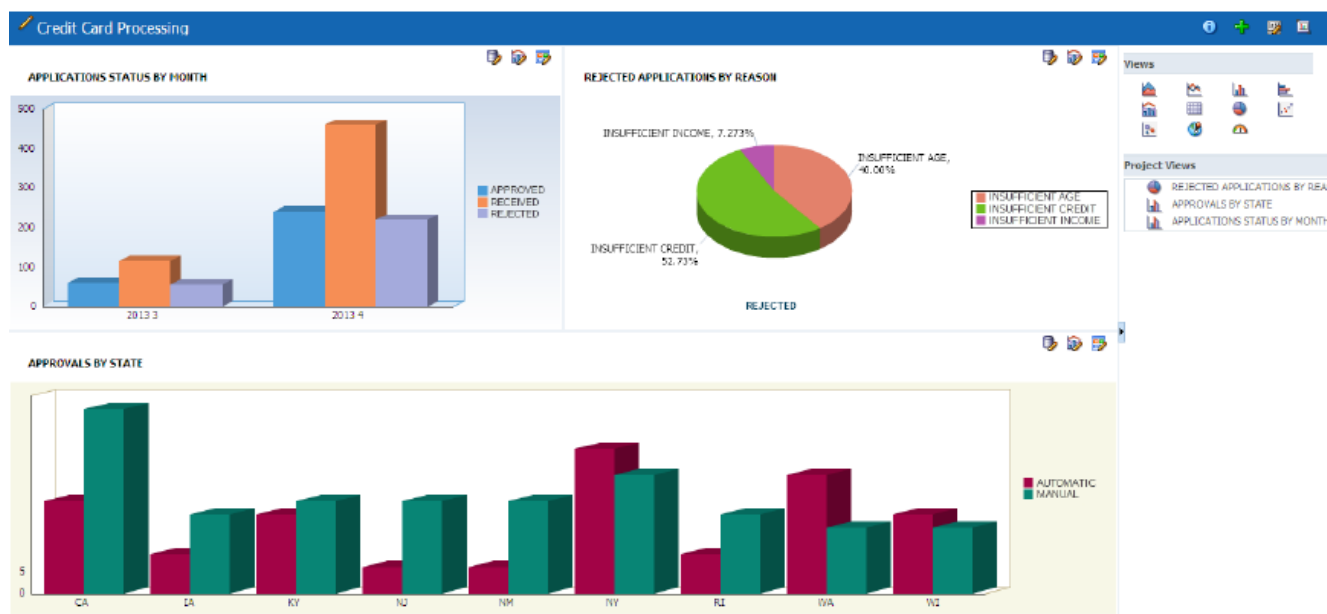 Credit Card Processing
APPLICATIONS STATUS BY MONTH
500
400
300
200
100
0
2013 3
2013 4
APPROVED
RECEIVED
REJECTED
REJECTED APPLICATIONS BY REASON
INSUFFICIENT INCOME, 7.273%
INSUFFICIENT AGE,
40.00%
INSUFFICIENT CREDIT,
52.73%
INSUFFICIENT AGE
INSUFFICIENT CREDIT
INSUFFICIENT INCOME
REJECTED
Views
Project Views
REJECTED APPLICATIONS BY REA
APPROVALS BY STATE
APPLICATIONS STATUS BY MONTH
APPROVALS BY STATE
5
0
CA
IA
KY
NJ
NM
NY
RI
WA
WI
AUTOMATIC
MANUAL